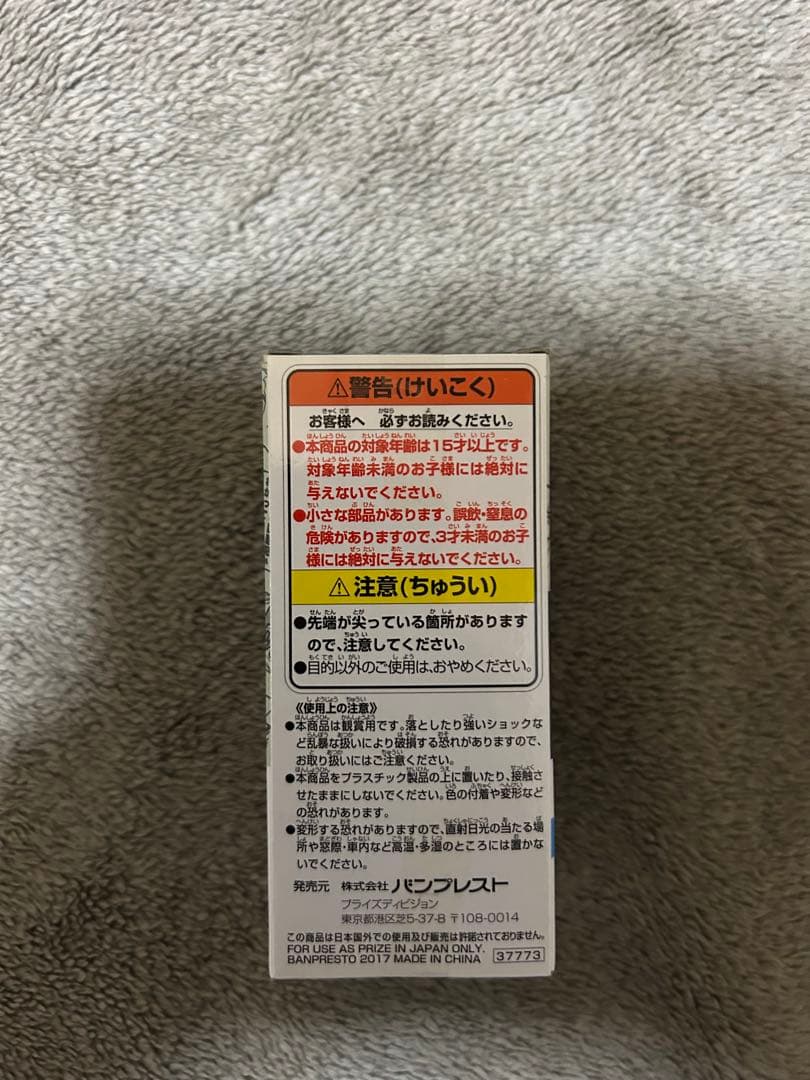 ⚠警告(けいこく)
お客様へ 必ずお読みください。
●本商品の対象年齢は15才以上です。
対象年齢未満のお子様には絶対に
与えないでください。
●小さな部品があります。誤飲・窒息の
危険がありますので、3才未満のお子
様には絶対に与えないでください。
⚠注意(ちゅうい)
●先端が尖っている箇所があります
ので、注意してください。
●目的以外のご使用は、おやめください。
《使用上の注意》
●本商品は観賞用です。落としたり強いショックな
ど乱暴な扱いにより破損する恐れがありますので、
お取り扱いにはご注意ください。
●本商品をプラスチック製品の上に置いたり、接触さ
せたままにしないでください。色の付着や変形など
の恐れがあります。
●変形する恐れがありますので、直射日光の当たる場
所や窓際・車内など高温・多湿のところには置かな
いでください。
発売元 株式会社 バンプレスト
プライズディビジョン
東京都港区芝5-37-8 〒108-0014
この商品は日本国外での使用及び販売は許諾されておりません。
FOR USE AS PRIZE IN JAPAN ONLY.
BANPRESTO 2017 MADE IN CHINA 37773